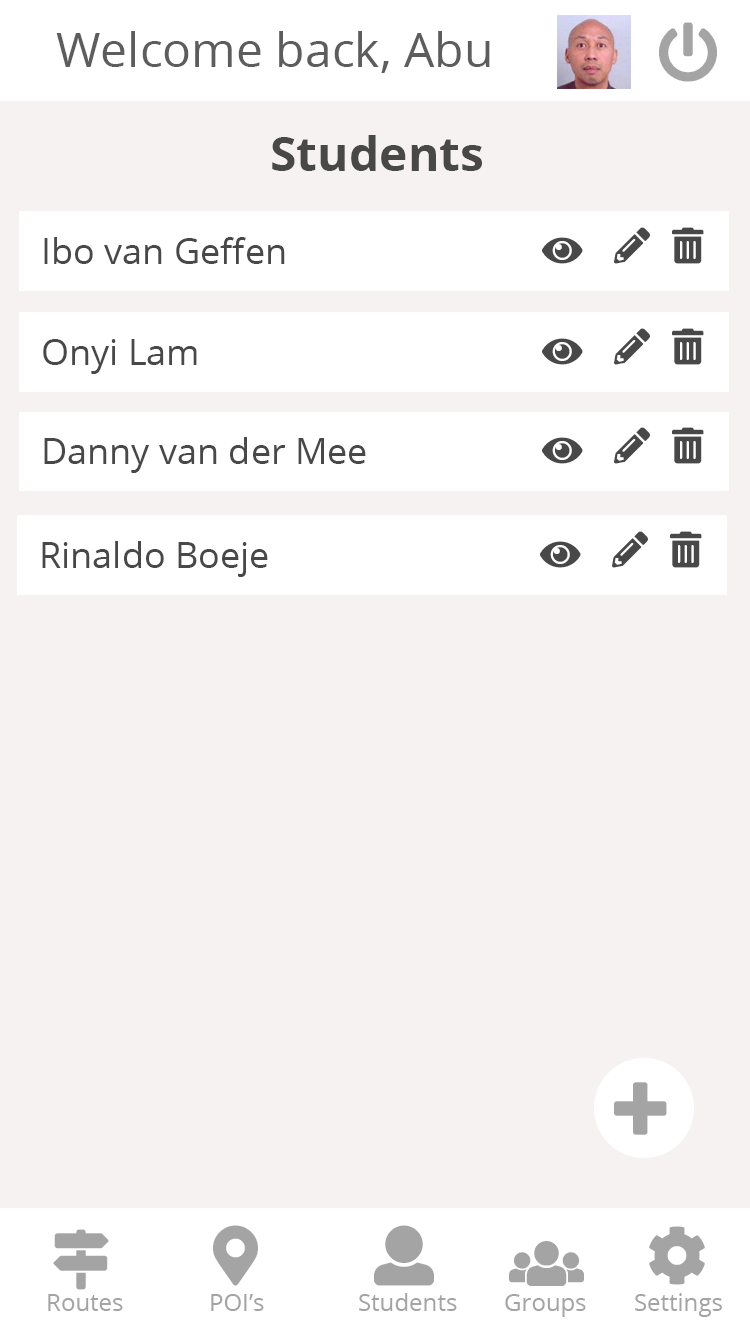 Welcome back, Abu
Students
Ibo van Geffen
Onyi Lam
Danny van der Mee
Rinaldo Boeje
Routes POI’s Students Groups Settings